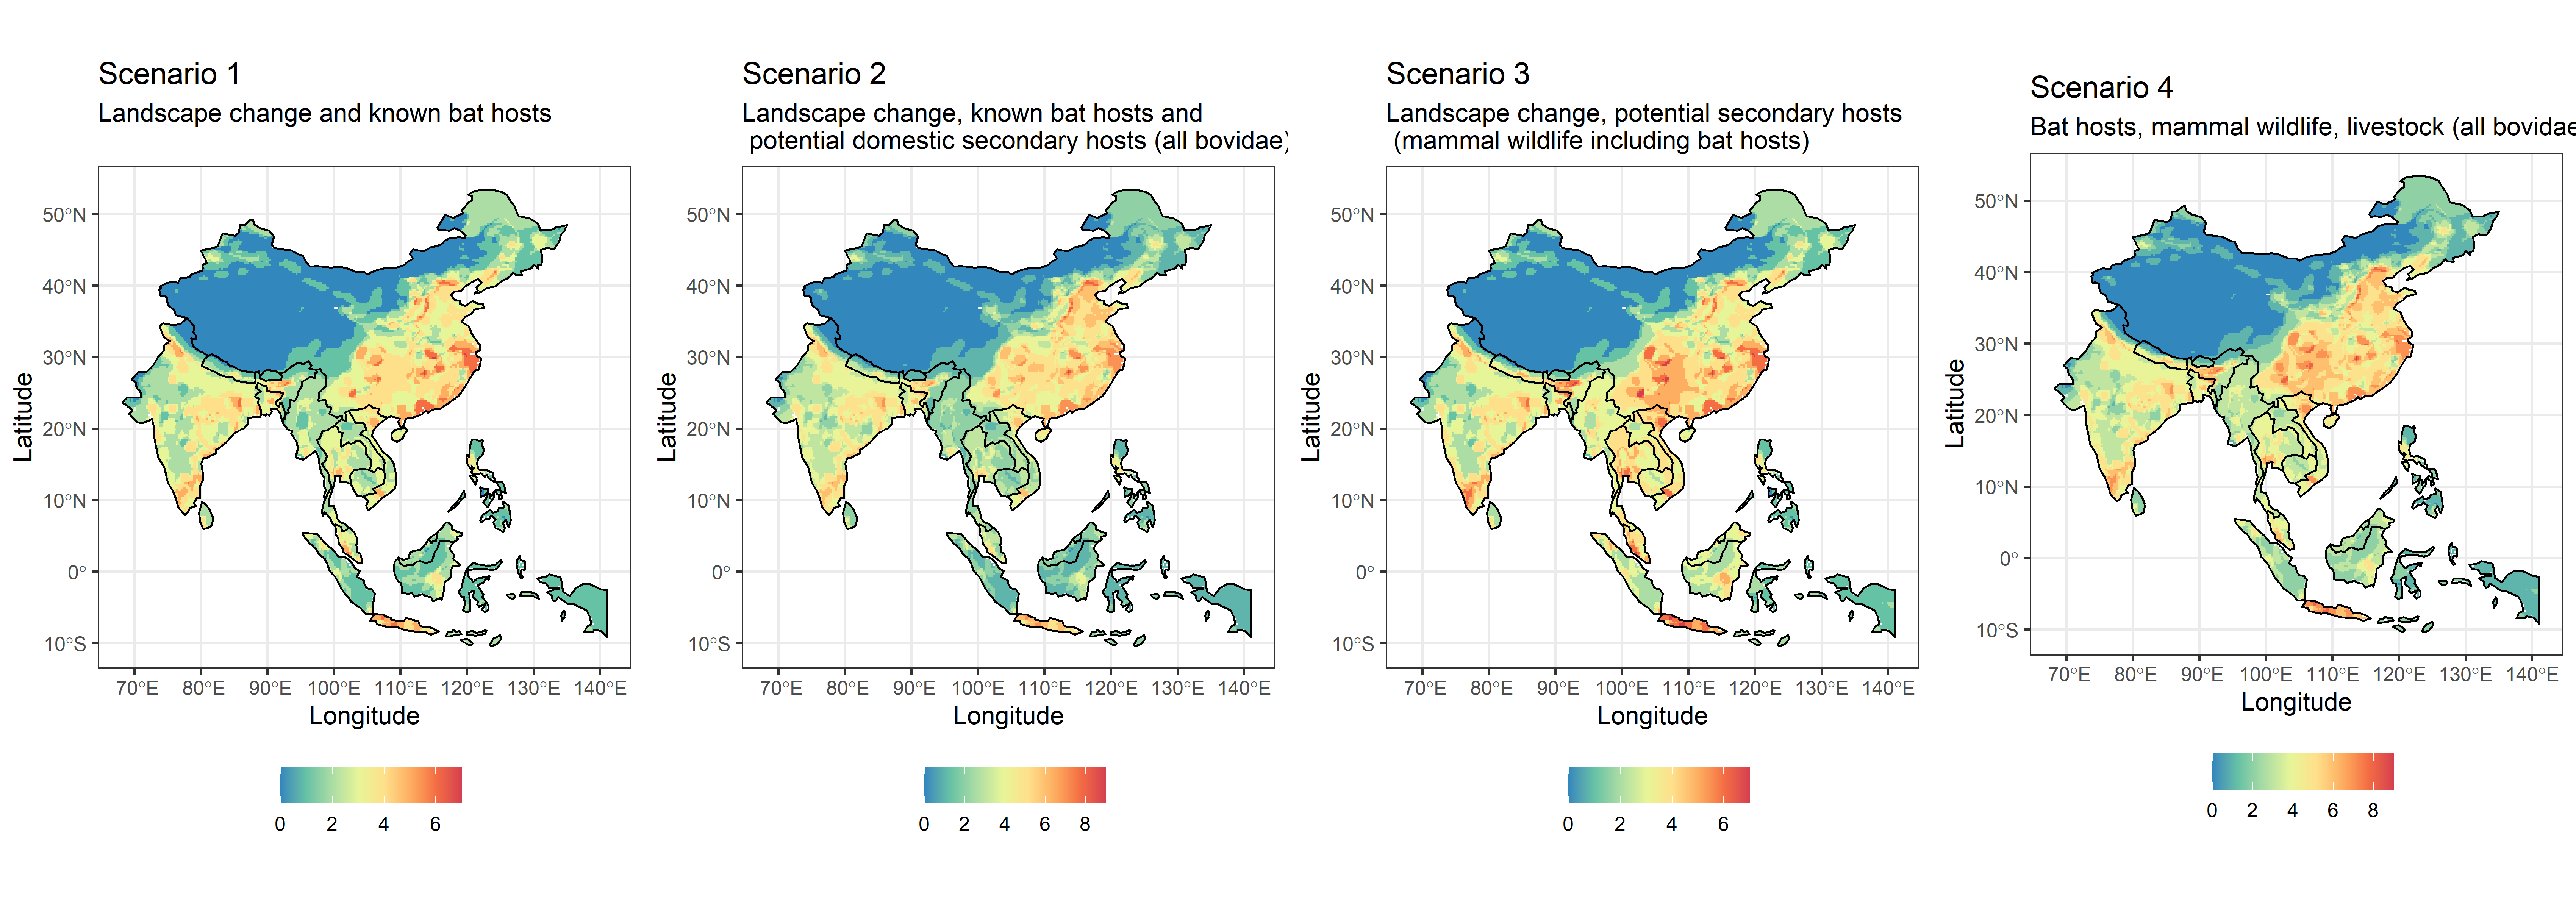 Scenario 1
Landscape change and known bat hosts
Latitude
50°N
40°N
30°N
20°N
10°N
0°
10°S
70°E 80°E 90°E 100°E 110°E 120°E 130°E 140°E
Longitude
0 2 4 6
Scenario 2
Landscape change, known bat hosts and
potential domestic secondary hosts (all bovidae)
Latitude
50°N
40°N
30°N
20°N
10°N
0°
10°S
70°E 80°E 90°E 100°E 110°E 120°E 130°E 140°E
Longitude
0 2 4 6 8
Scenario 3
Landscape change, potential secondary hosts
(mammal wildlife including bat hosts)
Latitude
50°N
40°N
30°N
20°N
10°N
0°
10°S
70°E 80°E 90°E 100°E 110°E 120°E 130°E 140°E
Longitude
0 2 4 6
Scenario 4
Bat hosts, mammal wildlife, livestock (all bovidae
Latitude
50°N
40°N
30°N
20°N
10°N
0°
10°S
70°E 80°E 90°E 100°E 110°E 120°E 130°E 140°E
Longitude
0 2 4 6 8